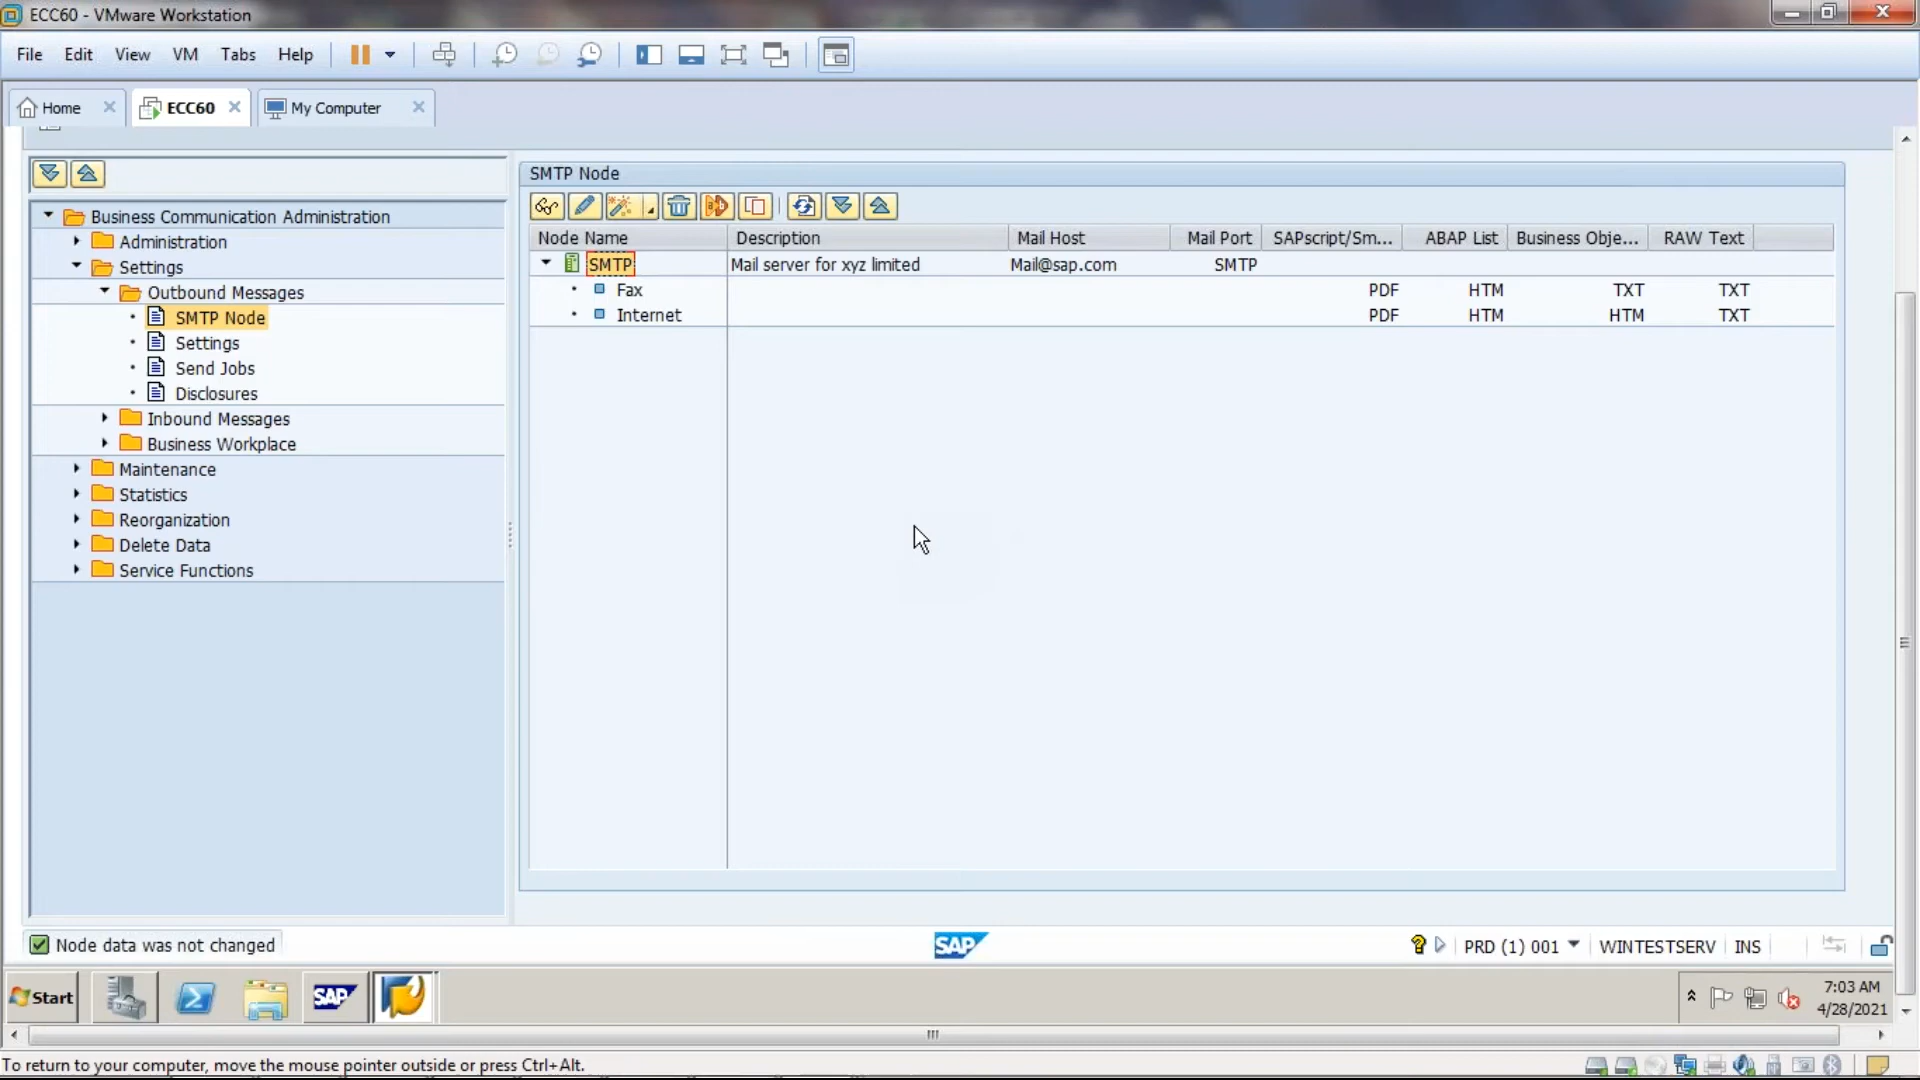 ECC60 - VMware Workstation
File Edit View VM Tabs Help
Home ECC60 My Computer
SMTP Node
Business Communication Administration
Administration
Settings
Outbound Messages
SMTP Node
Settings
Send Jobs
Disclosures
Inbound Messages
Business Workplace
Maintenance
Statistics
Reorganization
Delete Data
Service Functions
Node Name Description Mail Host Mail Port SAPscript/Sm... ABAP List Business Obje... RAW Text
SMTP Mail server for xyz limited Mail@sap.com SMTP
Fax PDF HTM TXT TXT
Internet PDF HTM HTM TXT
Node data was not changed SAP PRD (1) 001 WINTESTSERV INS
Start SAP 7:03 AM
4/28/2021
To return to your computer, move the mouse pointer outside or press Ctrl+Alt.